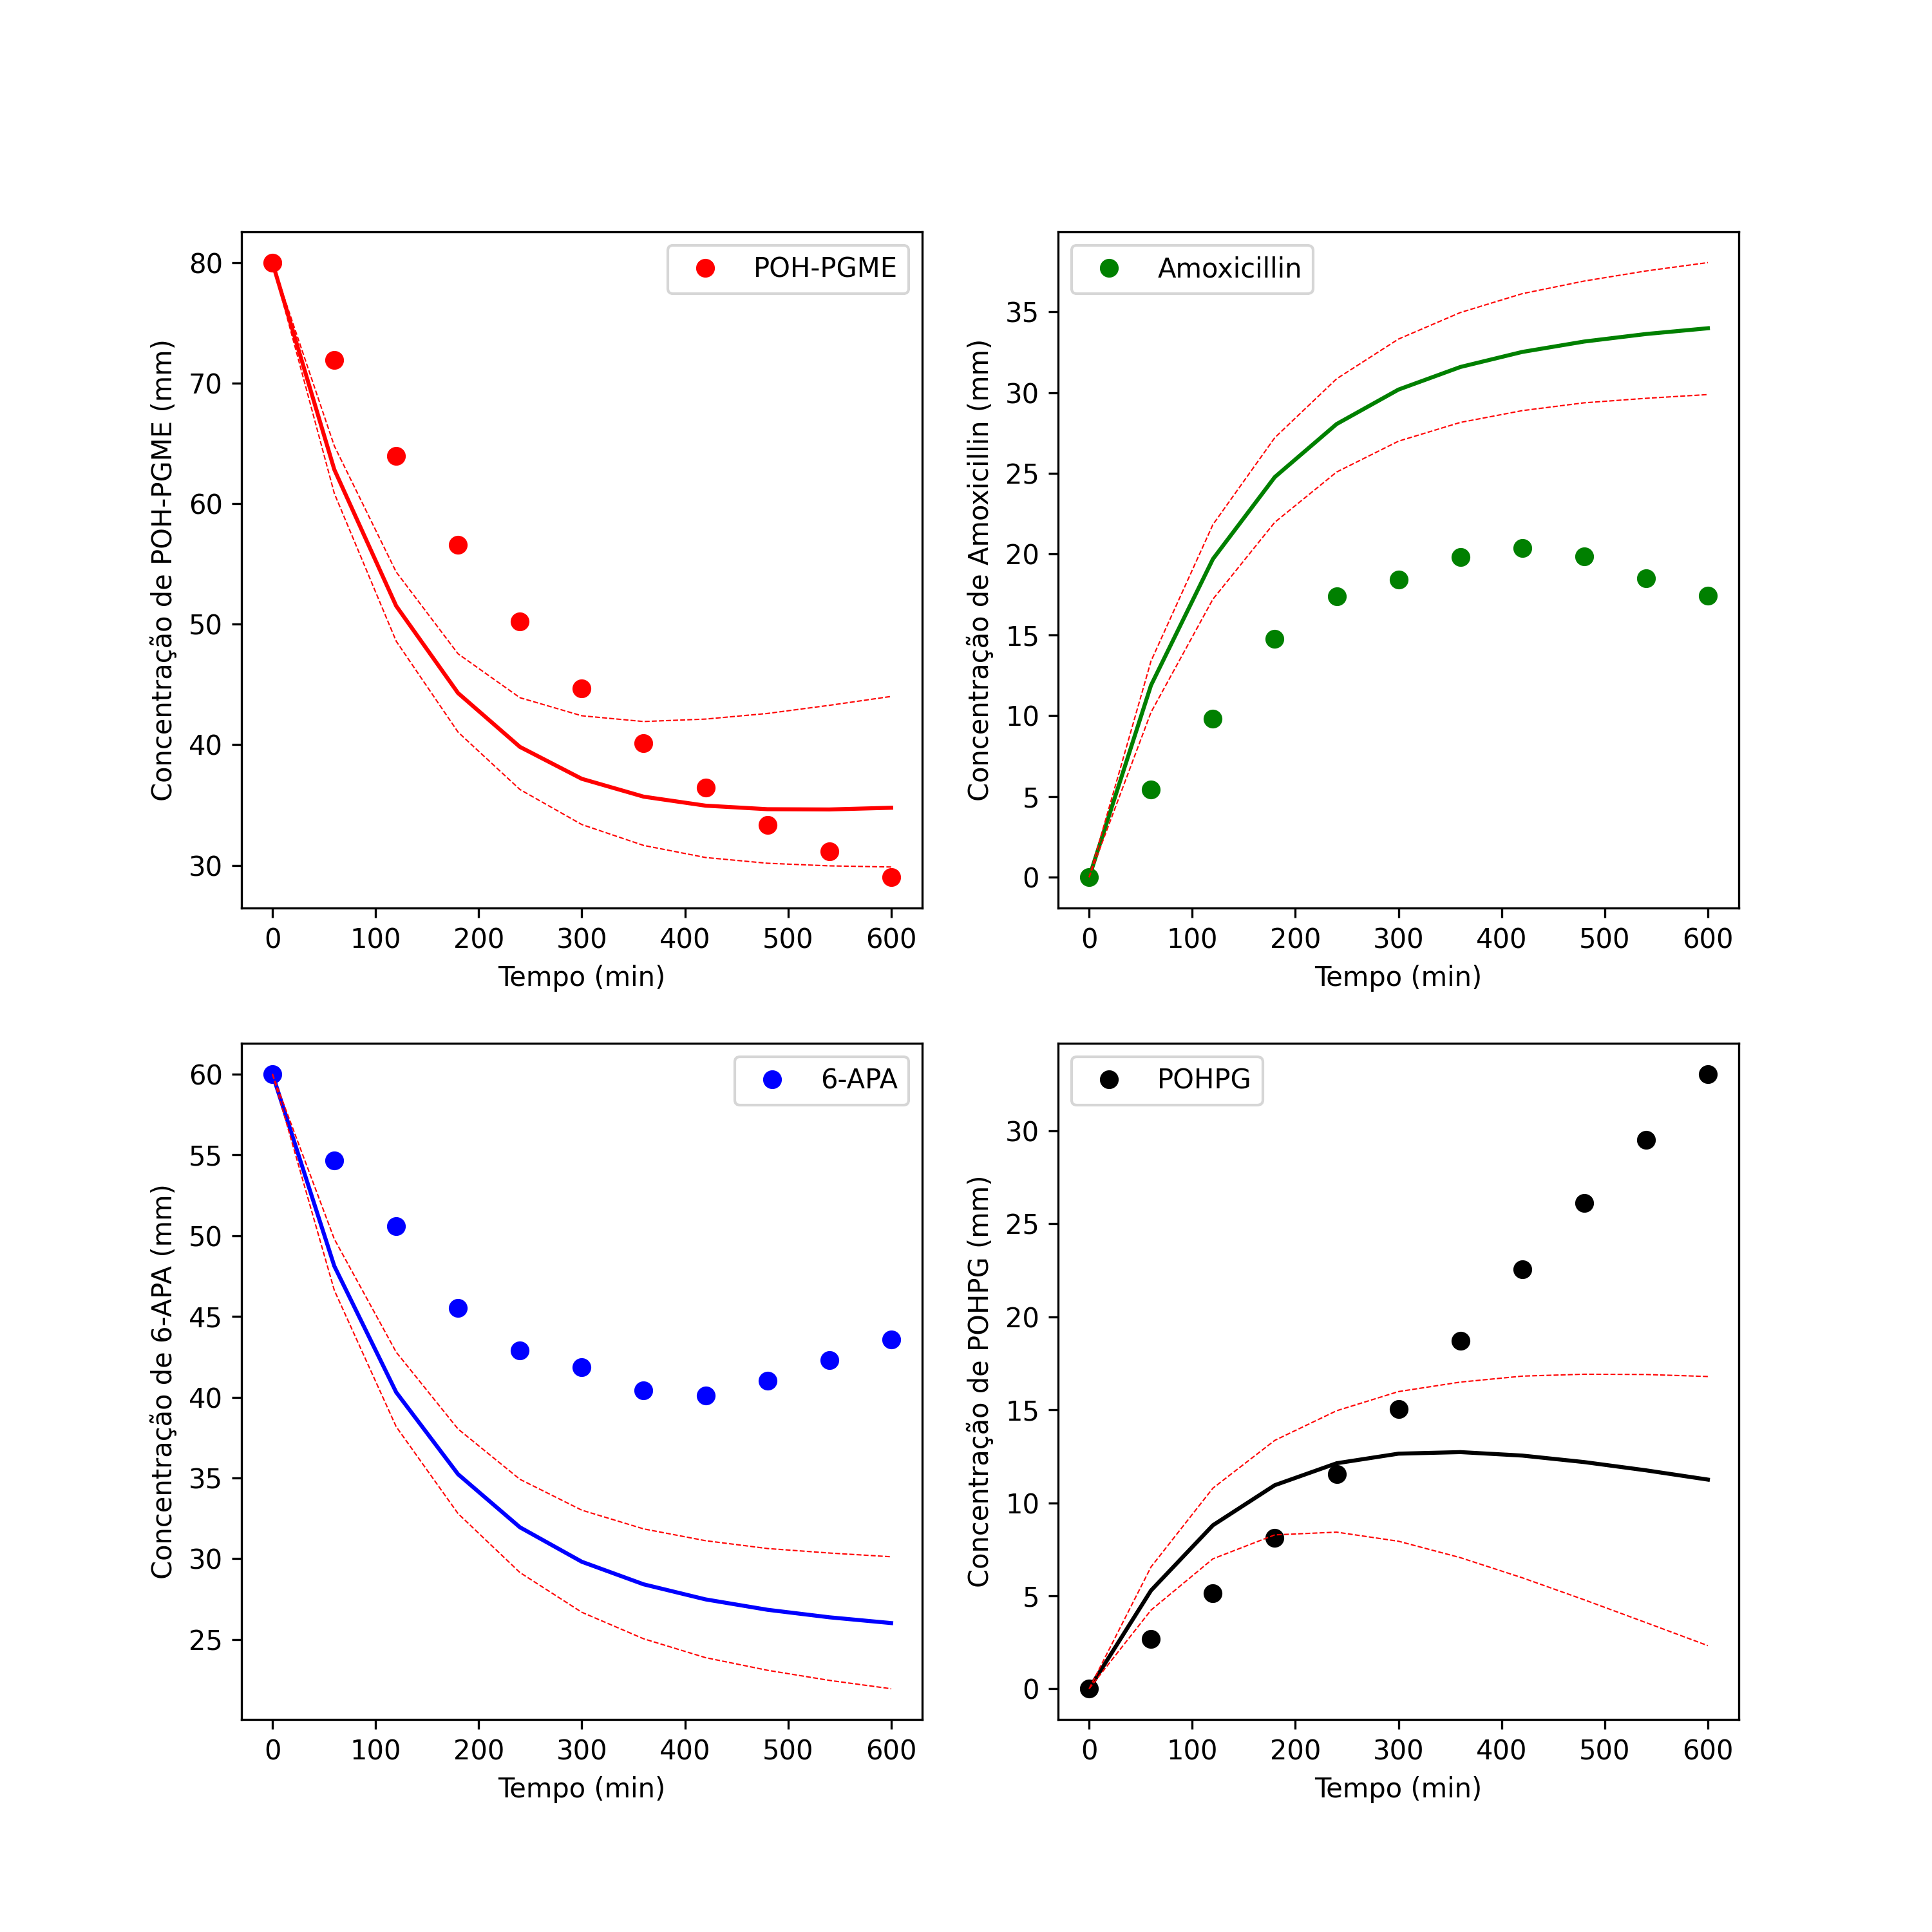 POH-PGME
Concentração de POH-PGME (mm)
80
70
60
50
40
30
0 100 200 300 400 500 600
Tempo (min)
Amoxicillin
Concentração de Amoxicillin (mm)
35
30
25
20
15
10
5
0
0 100 200 300 400 500 600
Tempo (min)
6-APA
Concentração de 6-APA (mm)
60
55
50
45
40
35
30
25
0 100 200 300 400 500 600
Tempo (min)
POHPG
Concentração de POHPG (mm)
30
25
20
15
10
5
0
0 100 200 300 400 500 600
Tempo (min)